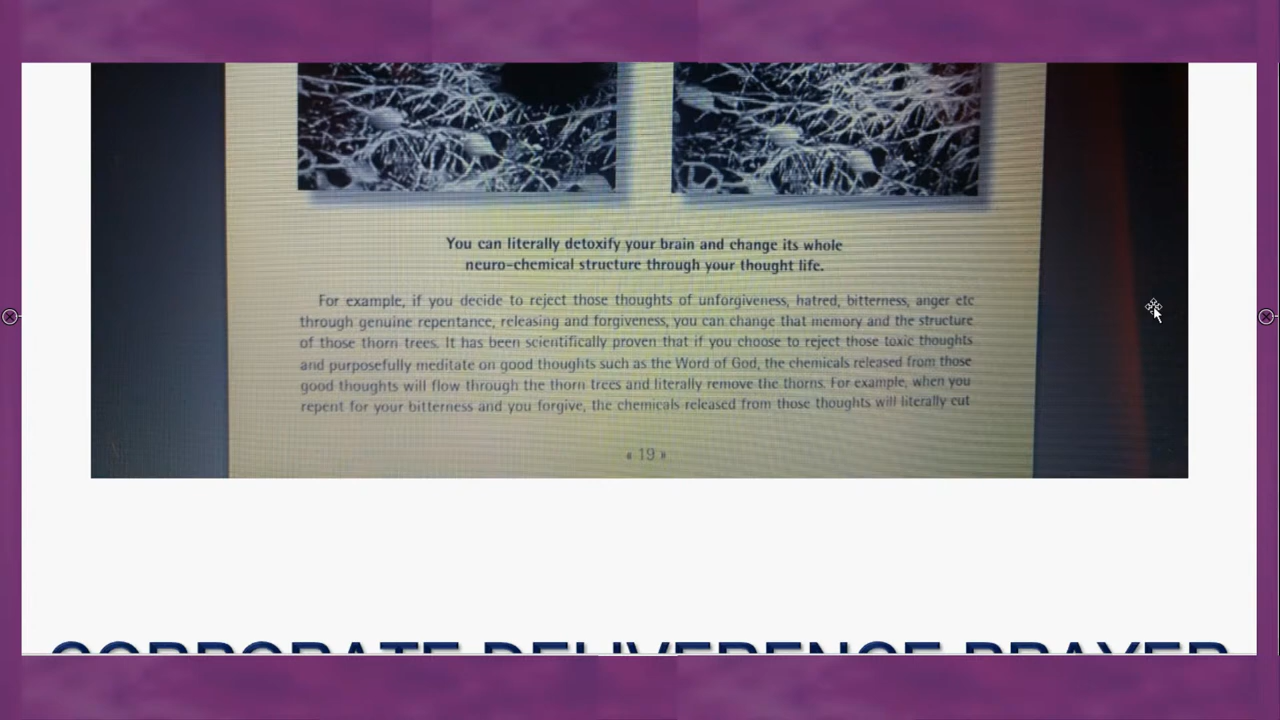 You can literally detoxify your brain and change its whole
neuro-chemical structure through your thought life.
For example, if you decide to reject those thoughts of unforgiveness, hatred, bitterness, anger etc
through genuine repentance, releasing and forgiveness, you can change that memory and the structure
of those thorn trees. It has been scientifically proven that if you choose to reject those toxic thoughts
and purposefully meditate on good thoughts such as the Word of God, the chemicals released from those
good thoughts will flow through the thorn trees and literally remove the thorns. For example, when you
repent for your bitterness and you forgive, the chemicals released from those thoughts will literally cut
« 19 »
CORPORATE DELIVERENCE PRAYER